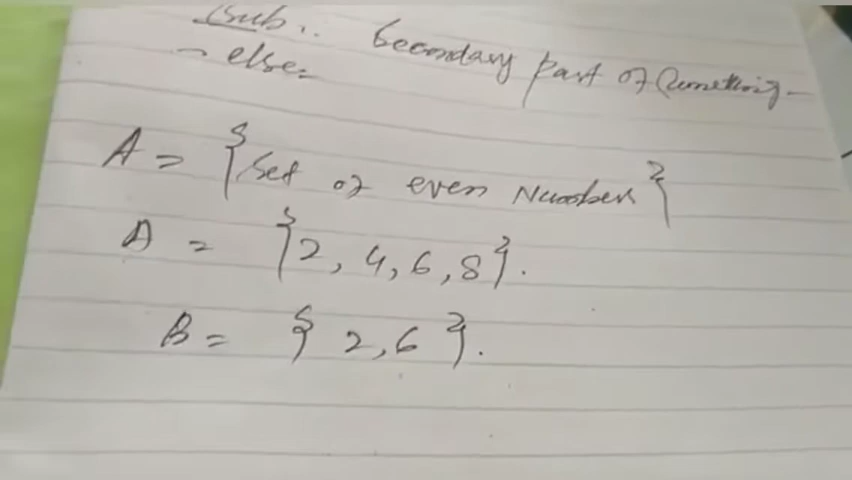 Sub.. Secondary part of Something -
- else.
A = {Set of even Number}
A = {2, 4, 6, 8}.
B = {2, 6}.